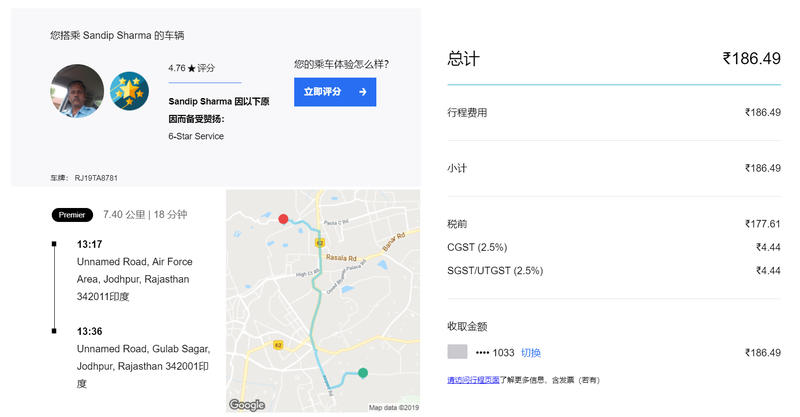 您搭乘 Sandip Sharma 的车辆
4.76 ★ 评分
您的乘车体验怎么样？
立即评分 →
Sandip Sharma 因以下原
因而备受赞扬：
6-Star Service
车牌： RJ19TA8781
Premier 7.40 公里 | 18 分钟
13:17
Unnamed Road, Air Force
Area, Jodhpur, Rajasthan
342011印度
13:36
Unnamed Road, Gulab Sagar,
Jodhpur, Rajasthan 342001印
度
Paota C Rd
62
Banar Rd
Rasala Rd
High Ct Rd
62
Google
Map data ©2019
总计 ₹186.49
行程费用 ₹186.49
小计 ₹186.49
税前 ₹177.61
CGST (2.5%) ₹4.44
SGST/UTGST (2.5%) ₹4.44
收取金额
•••• 1033 切换 ₹186.49
请访问行程页面了解更多信息，含发票（若有）